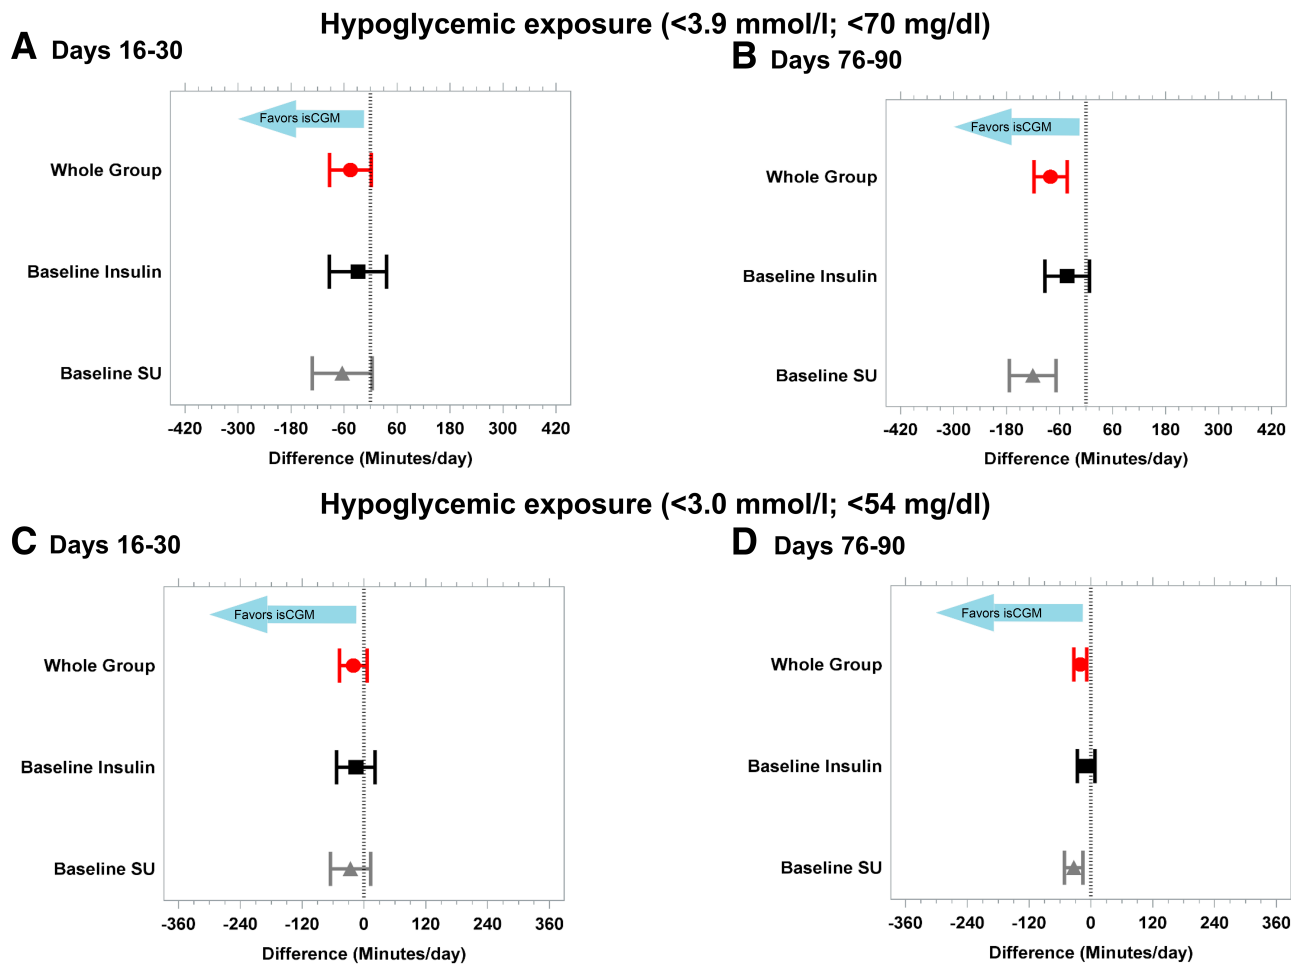 Hypoglycemic exposure (<3.9 mmol/l; <70 mg/dl)
A Days 16-30
Favors isCGM
Whole Group
Baseline Insulin
Baseline SU
-420 -300 -180 -60 60 180 300 420
Difference (Minutes/day)
B Days 76-90
Favors isCGM
Whole Group
Baseline Insulin
Baseline SU
-420 -300 -180 -60 60 180 300 420
Difference (Minutes/day)
Hypoglycemic exposure (<3.0 mmol/l; <54 mg/dl)
C Days 16-30
Favors isCGM
Whole Group
Baseline Insulin
Baseline SU
-360 -240 -120 0 120 240 360
Difference (Minutes/day)
D Days 76-90
Favors isCGM
Whole Group
Baseline Insulin
Baseline SU
-360 -240 -120 0 120 240 360
Difference (Minutes/day)